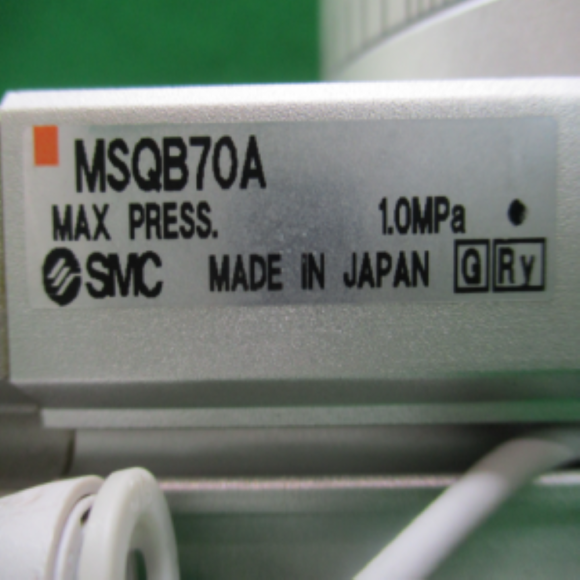 MSQB70A
MAX PRESS. 1.0MPa
SMC MADE iN JAPAN G Ry